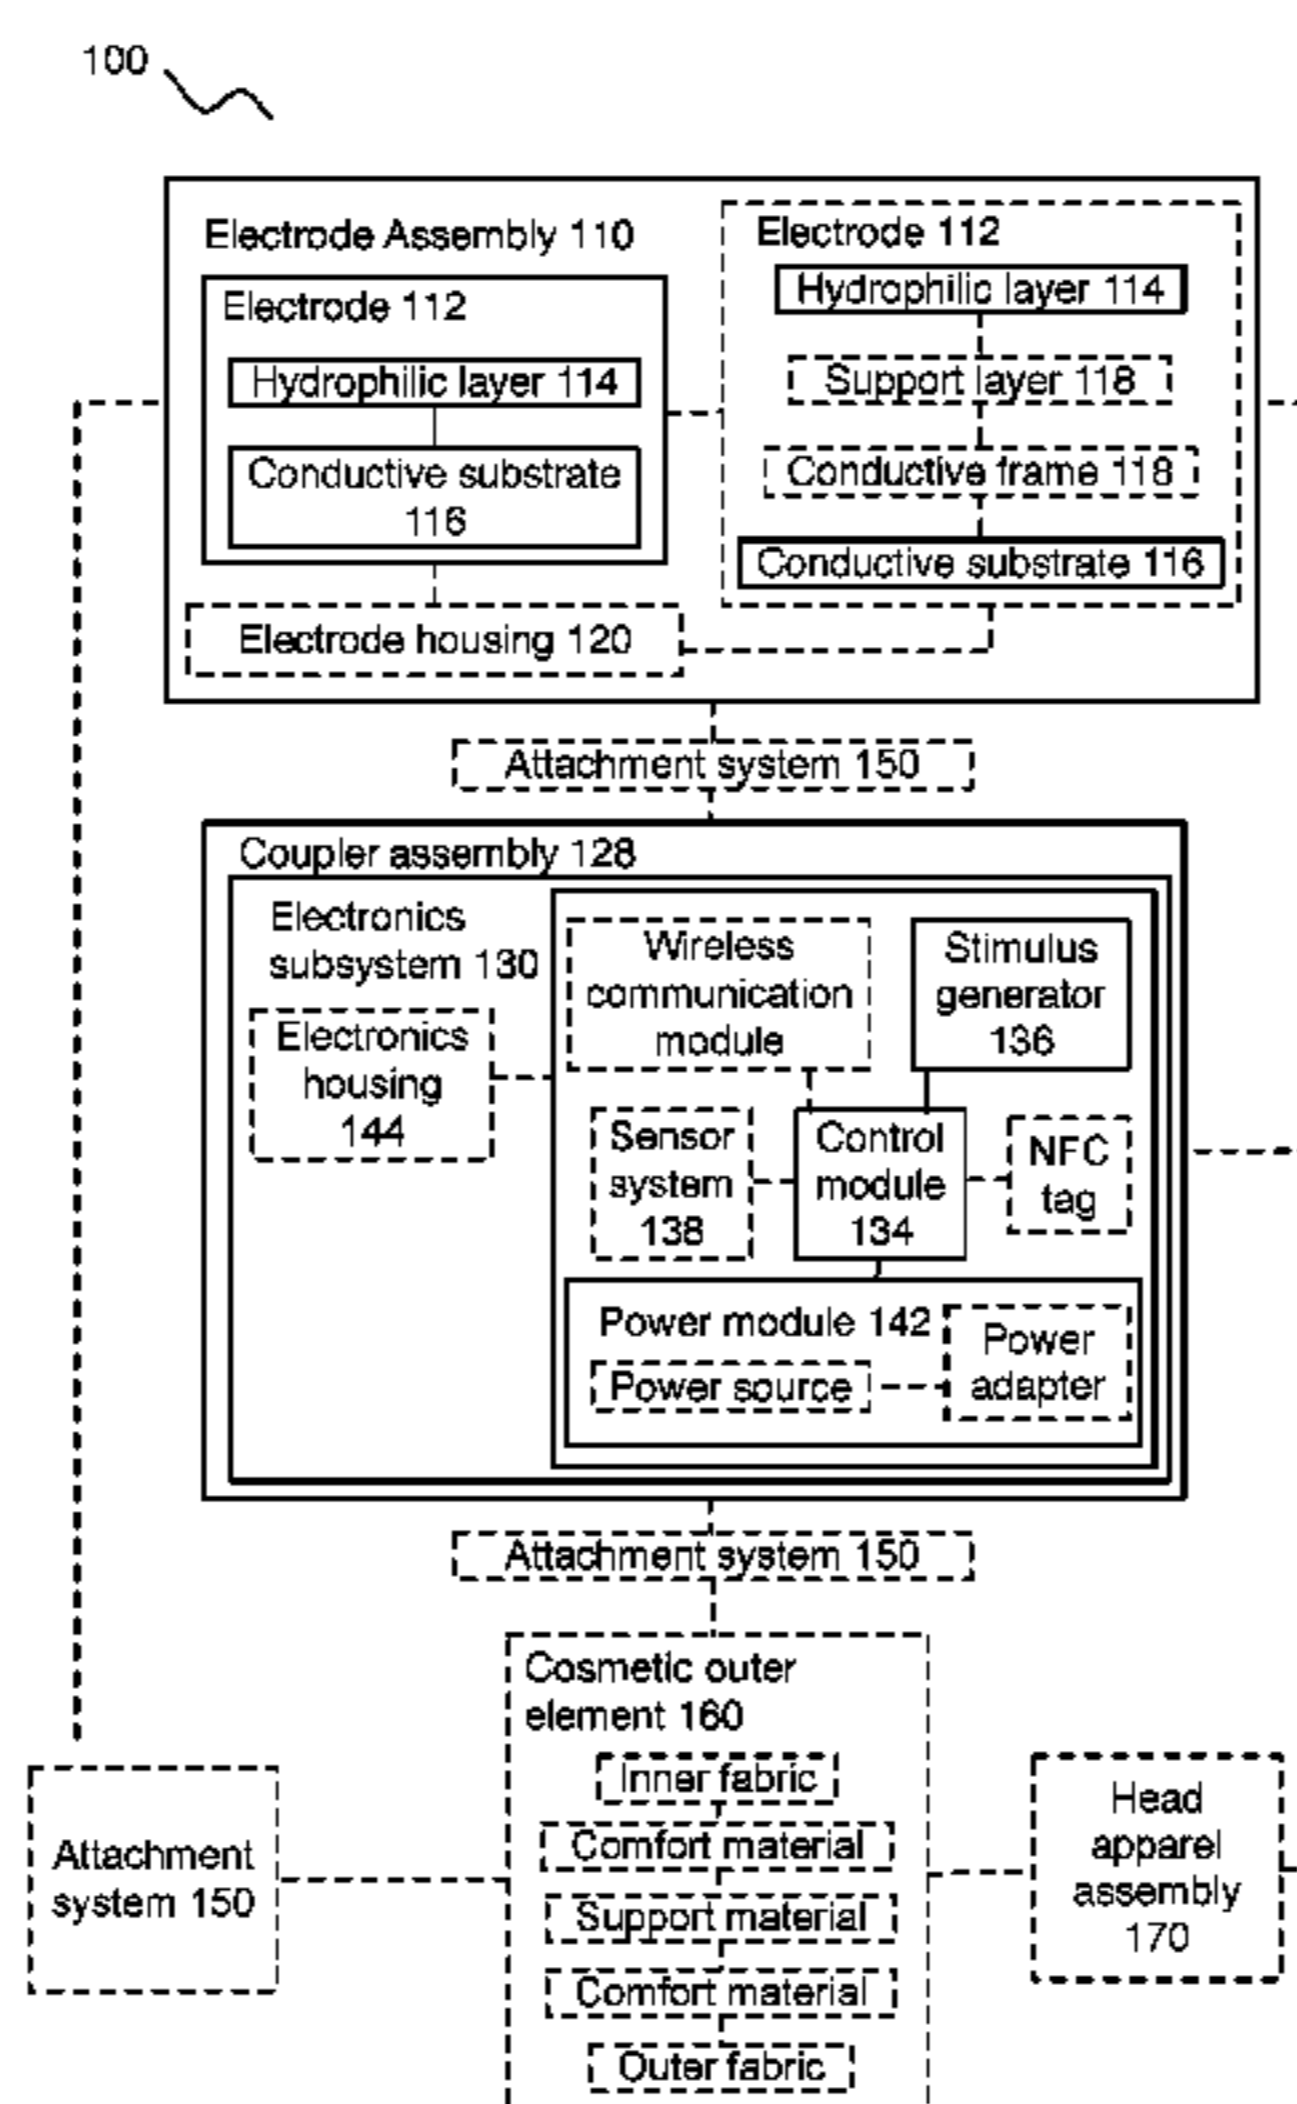 100
Electrode Assembly 110
Electrode 112
Hydrophilic layer 114
Conductive substrate
116
Electrode 112
Hydrophilic layer 114
Support layer 118
Conductive frame 118
Conductive substrate 116
Electrode housing 120
Attachment system 150
Coupler assembly 128
Electronics
subsystem 130
Electronics
housing
144
Wireless
communication
module
Stimulus
generator
136
Sensor
system
138
Control
module
134
NFC
tag
Power module 142
Power source
Power
adapter
Attachment system 150
Cosmetic outer
element 160
Inner fabric
Comfort material
Support material
Comfort material
Outer fabric
Attachment
system 150
Head
apparel
assembly
170